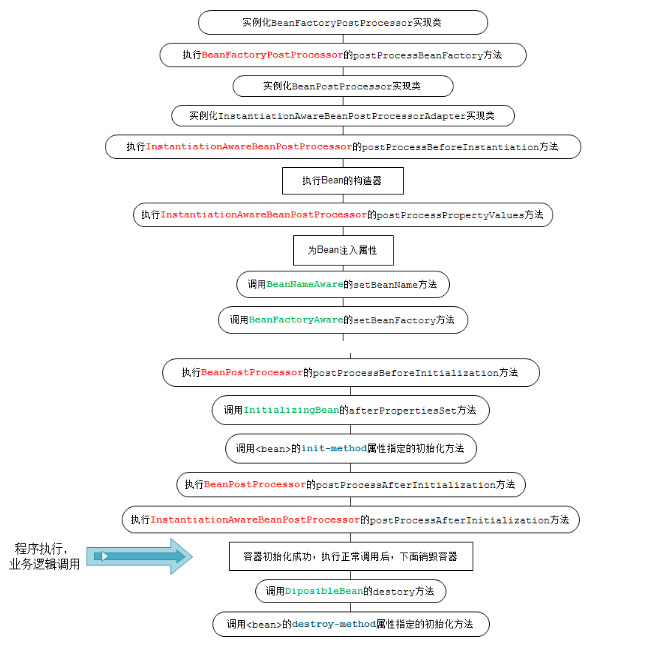 实例化BeanFactoryPostProcessor实现类
执行BeanFactoryPostProcessor的postProcessBeanFactory方法
实例化BeanPostProcessor实现类
实例化InstantiationAwareBeanPostProcessorAdapter实现类
执行InstantiationAwareBeanPostProcessor的postProcessBeforeInstantiation方法
执行Bean的构造器
执行InstantiationAwareBeanPostProcessor的postProcessPropertyValues方法
为Bean注入属性
调用BeanNameAware的setBeanName方法
调用BeanFactoryAware的setBeanFactory方法
执行BeanPostProcessor的postProcessBeforeInitialization方法
调用InitializingBean的afterPropertiesSet方法
调用<bean>的init-method属性指定的初始化方法
执行BeanPostProcessor的postProcessAfterInitialization方法
执行InstantiationAwareBeanPostProcessor的postProcessAfterInitialization方法
程序执行，
业务逻辑调用
容器初始化成功，执行正常调用后，下面销毁容器
调用DiposibleBean的destory方法
调用<bean>的destroy-method属性指定的初始化方法